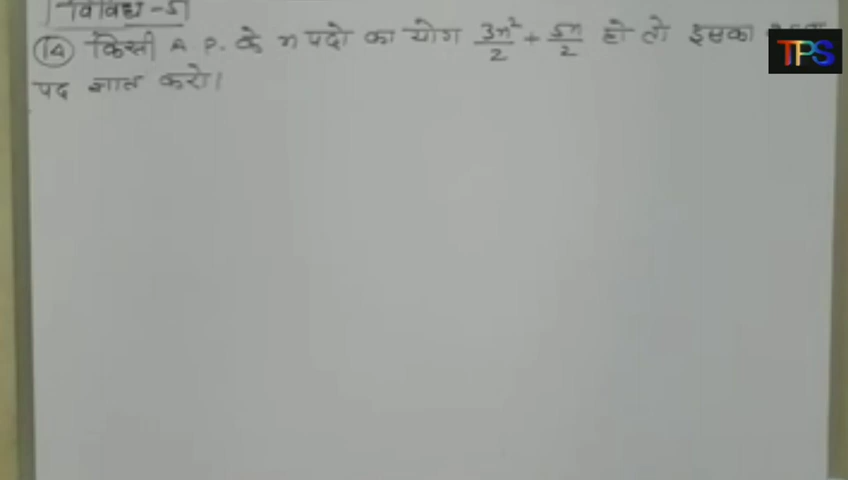 विविध-5
(14) किसी A.P. के n पदो का योग 3n²/2 + 5n/2 हो तो इसका
पद ज्ञात करो।
TPS